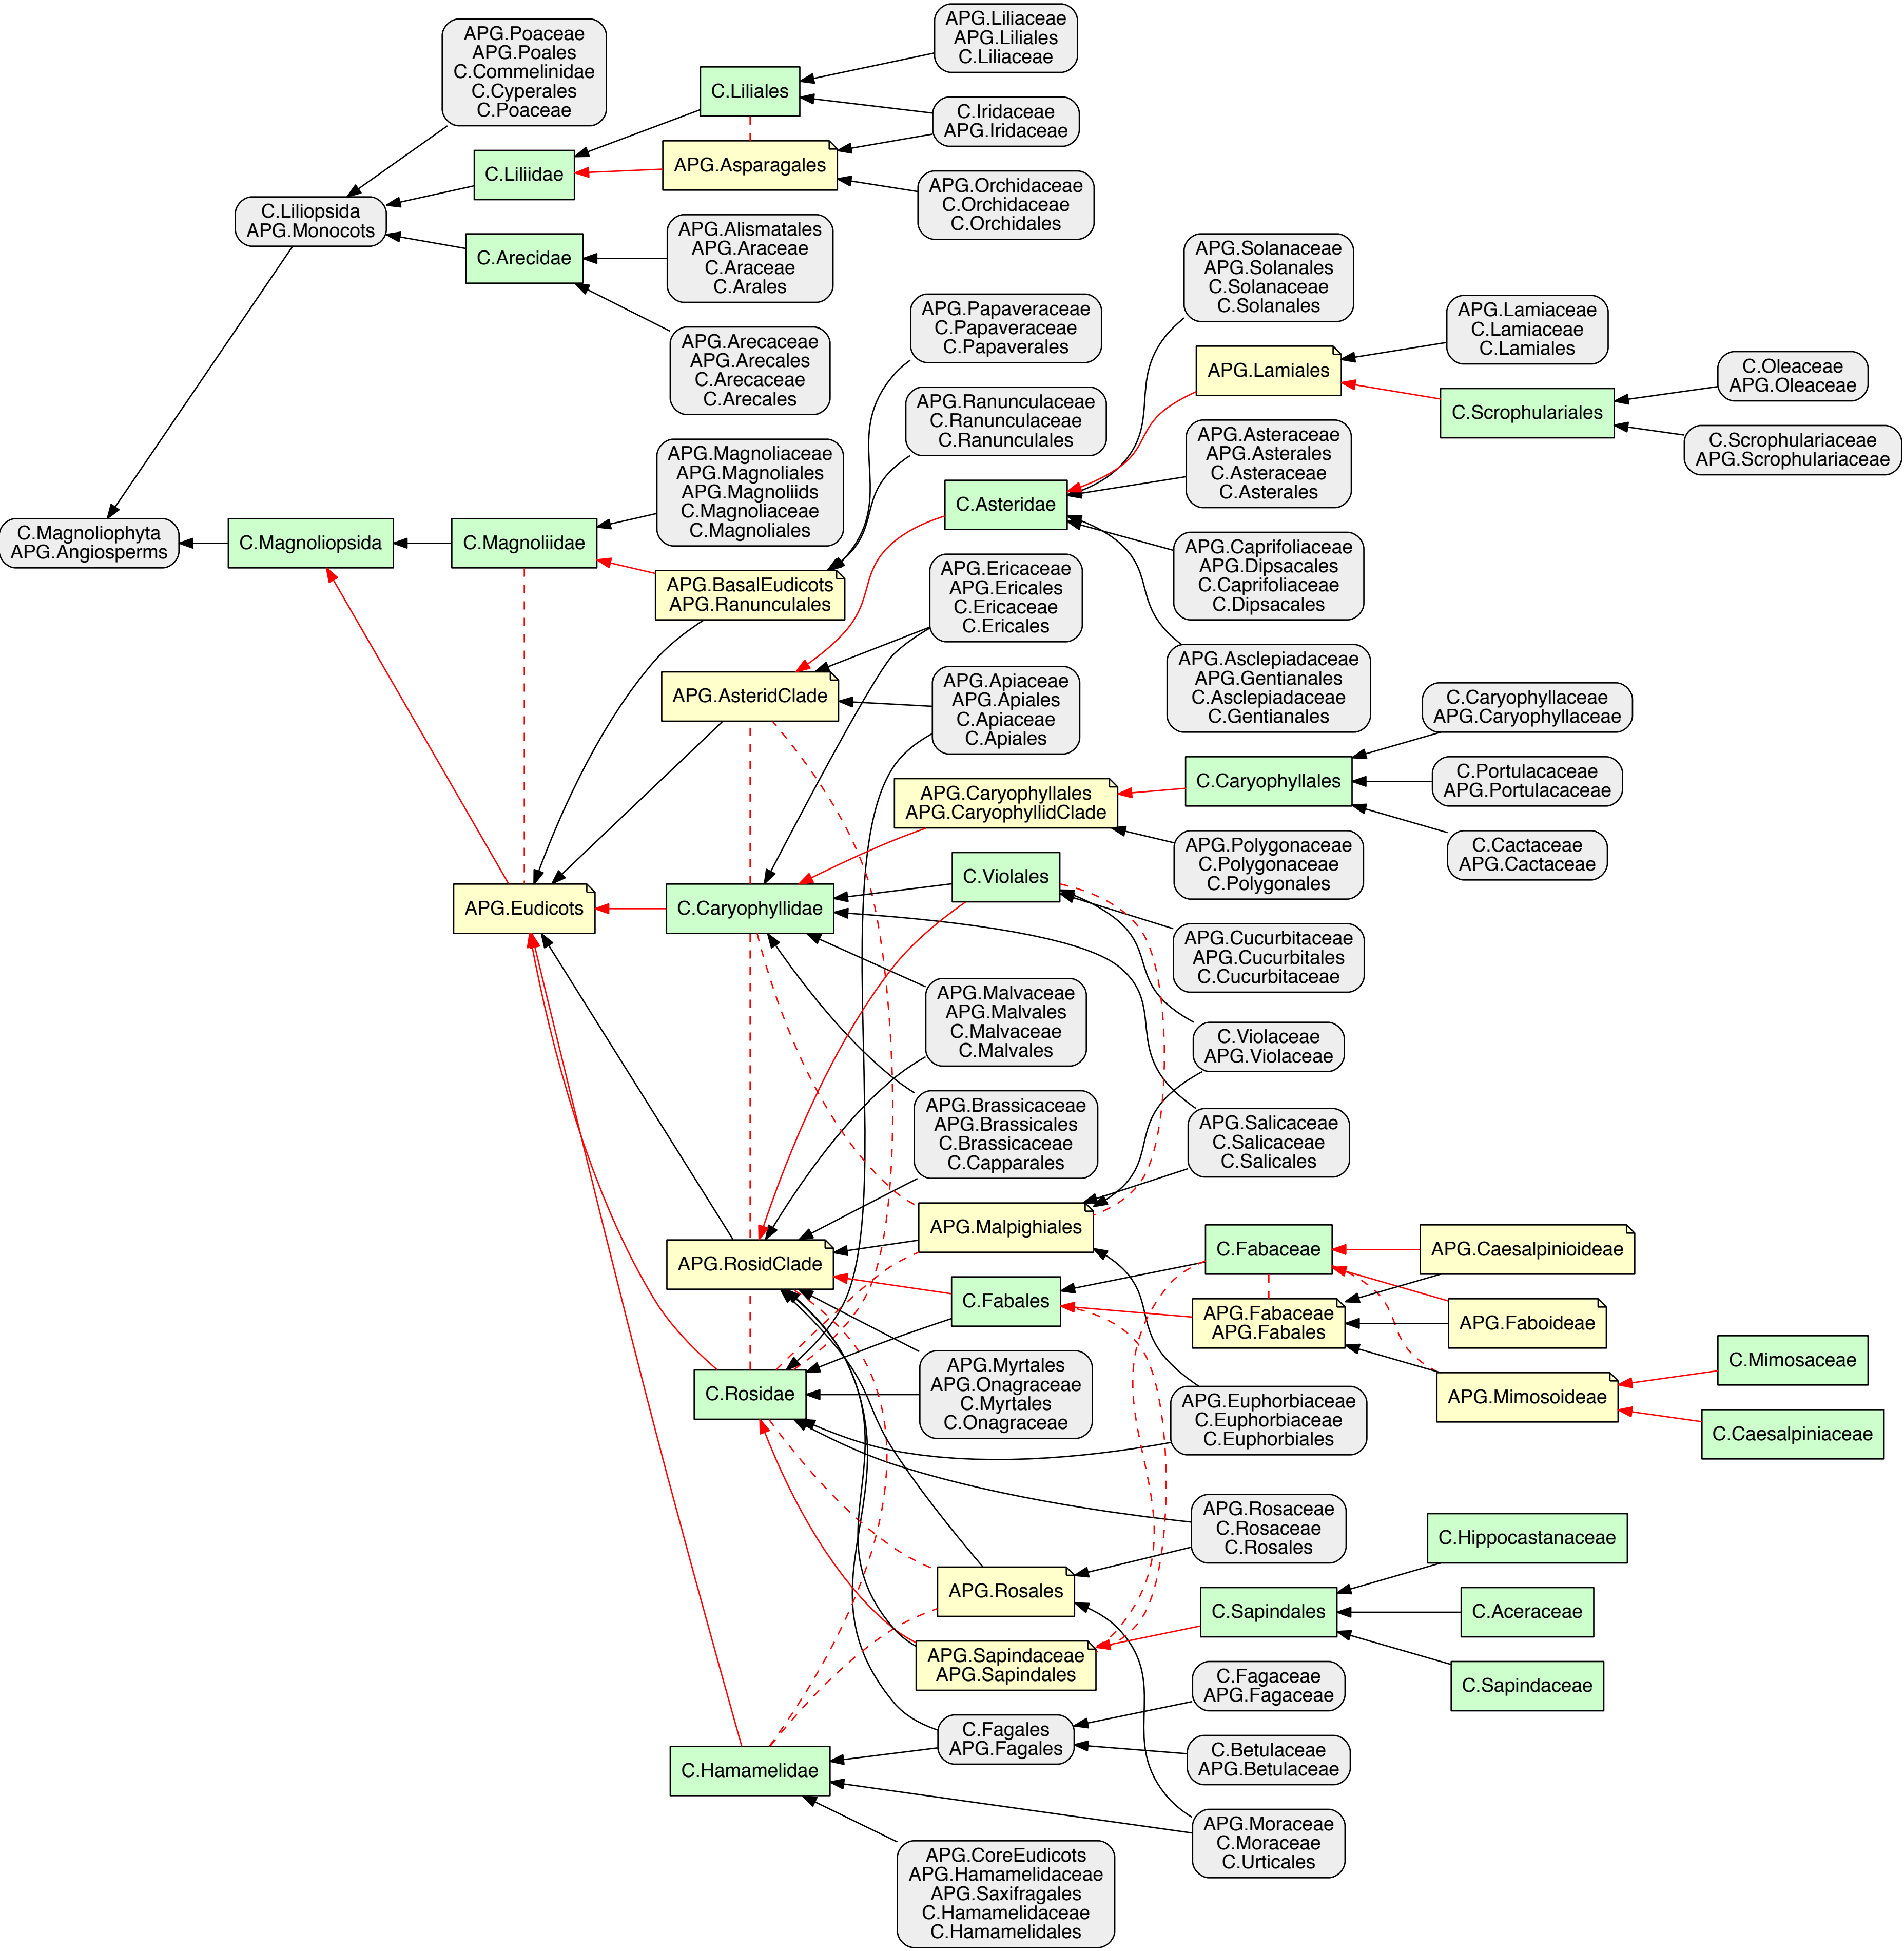 APG.Poaceae
APG.Poales
C.Commelinidae
C.Cyperales
C.Poaceae
C.Liliales
APG.Liliaceae
APG.Liliales
C.Liliaceae
C.Iridaceae
APG.Iridaceae
C.Liliidae
APG.Asparagales
APG.Orchidaceae
C.Orchidaceae
C.Orchidales
C.Liliopsida
APG.Monocots
C.Arecidae
APG.Alismatales
APG.Araceae
C.Araceae
C.Arales
APG.Arecaceae
APG.Arecales
C.Arecaceae
C.Arecales
APG.Papaveraceae
C.Papaveraceae
C.Papaverales
APG.Ranunculaceae
C.Ranunculaceae
C.Ranunculales
APG.Solanaceae
APG.Solanales
C.Solanaceae
C.Solanales
APG.Lamiales
APG.Lamiaceae
C.Lamiaceae
C.Lamiales
C.Scrophulariales
C.Oleaceae
APG.Oleaceae
C.Scrophulariaceae
APG.Scrophulariaceae
APG.Asteraceae
APG.Asterales
C.Asteraceae
C.Asterales
C.Asteridae
APG.Magnoliaceae
APG.Magnoliales
APG.Magnoliids
C.Magnoliaceae
C.Magnoliales
C.Magnoliophyta
APG.Angiosperms
C.Magnoliopsida
C.Magnoliidae
APG.BasalEudicots
APG.Ranunculales
APG.Ericaceae
APG.Ericales
C.Ericaceae
C.Ericales
APG.Caprifoliaceae
APG.Dipsacales
C.Caprifoliaceae
C.Dipsacales
APG.Asclepiadaceae
APG.Gentianales
C.Asclepiadaceae
C.Gentianales
APG.AsteridClade
APG.Apiaceae
APG.Apiales
C.Apiaceae
C.Apiales
C.Caryophyllaceae
APG.Caryophyllaceae
C.Caryophyllales
C.Portulacaceae
APG.Portulacaceae
C.Cactaceae
APG.Cactaceae
APG.Caryophyllales
APG.CaryophyllidClade
APG.Polygonaceae
C.Polygonaceae
C.Polygonales
C.Violales
APG.Eudicots
C.Caryophyllidae
APG.Cucurbitaceae
APG.Cucurbitales
C.Cucurbitaceae
APG.Malvaceae
APG.Malvales
C.Malvaceae
C.Malvales
C.Violaceae
APG.Violaceae
APG.Brassicaceae
APG.Brassicales
C.Brassicaceae
C.Capparales
APG.Salicaceae
C.Salicaceae
C.Salicales
APG.Malpighiales
APG.RosidClade
C.Fabales
C.Fabaceae
APG.Caesalpinioideae
APG.Fabaceae
APG.Fabales
APG.Faboideae
C.Mimosaceae
APG.Mimosoideae
C.Caesalpiniaceae
C.Rosidae
APG.Myrtales
APG.Onagraceae
C.Myrtales
C.Onagraceae
APG.Euphorbiaceae
C.Euphorbiaceae
C.Euphorbiales
APG.Rosaceae
C.Rosaceae
C.Rosales
C.Hippocastanaceae
APG.Rosales
C.Sapindales
C.Aceraceae
APG.Sapindaceae
APG.Sapindales
C.Sapindaceae
C.Fagaceae
APG.Fagaceae
C.Fagales
APG.Fagales
C.Betulaceae
APG.Betulaceae
C.Hamamelidae
APG.Moraceae
C.Moraceae
C.Urticales
APG.CoreEudicots
APG.Hamamelidaceae
APG.Saxifragales
C.Hamamelidaceae
C.Hamamelidales